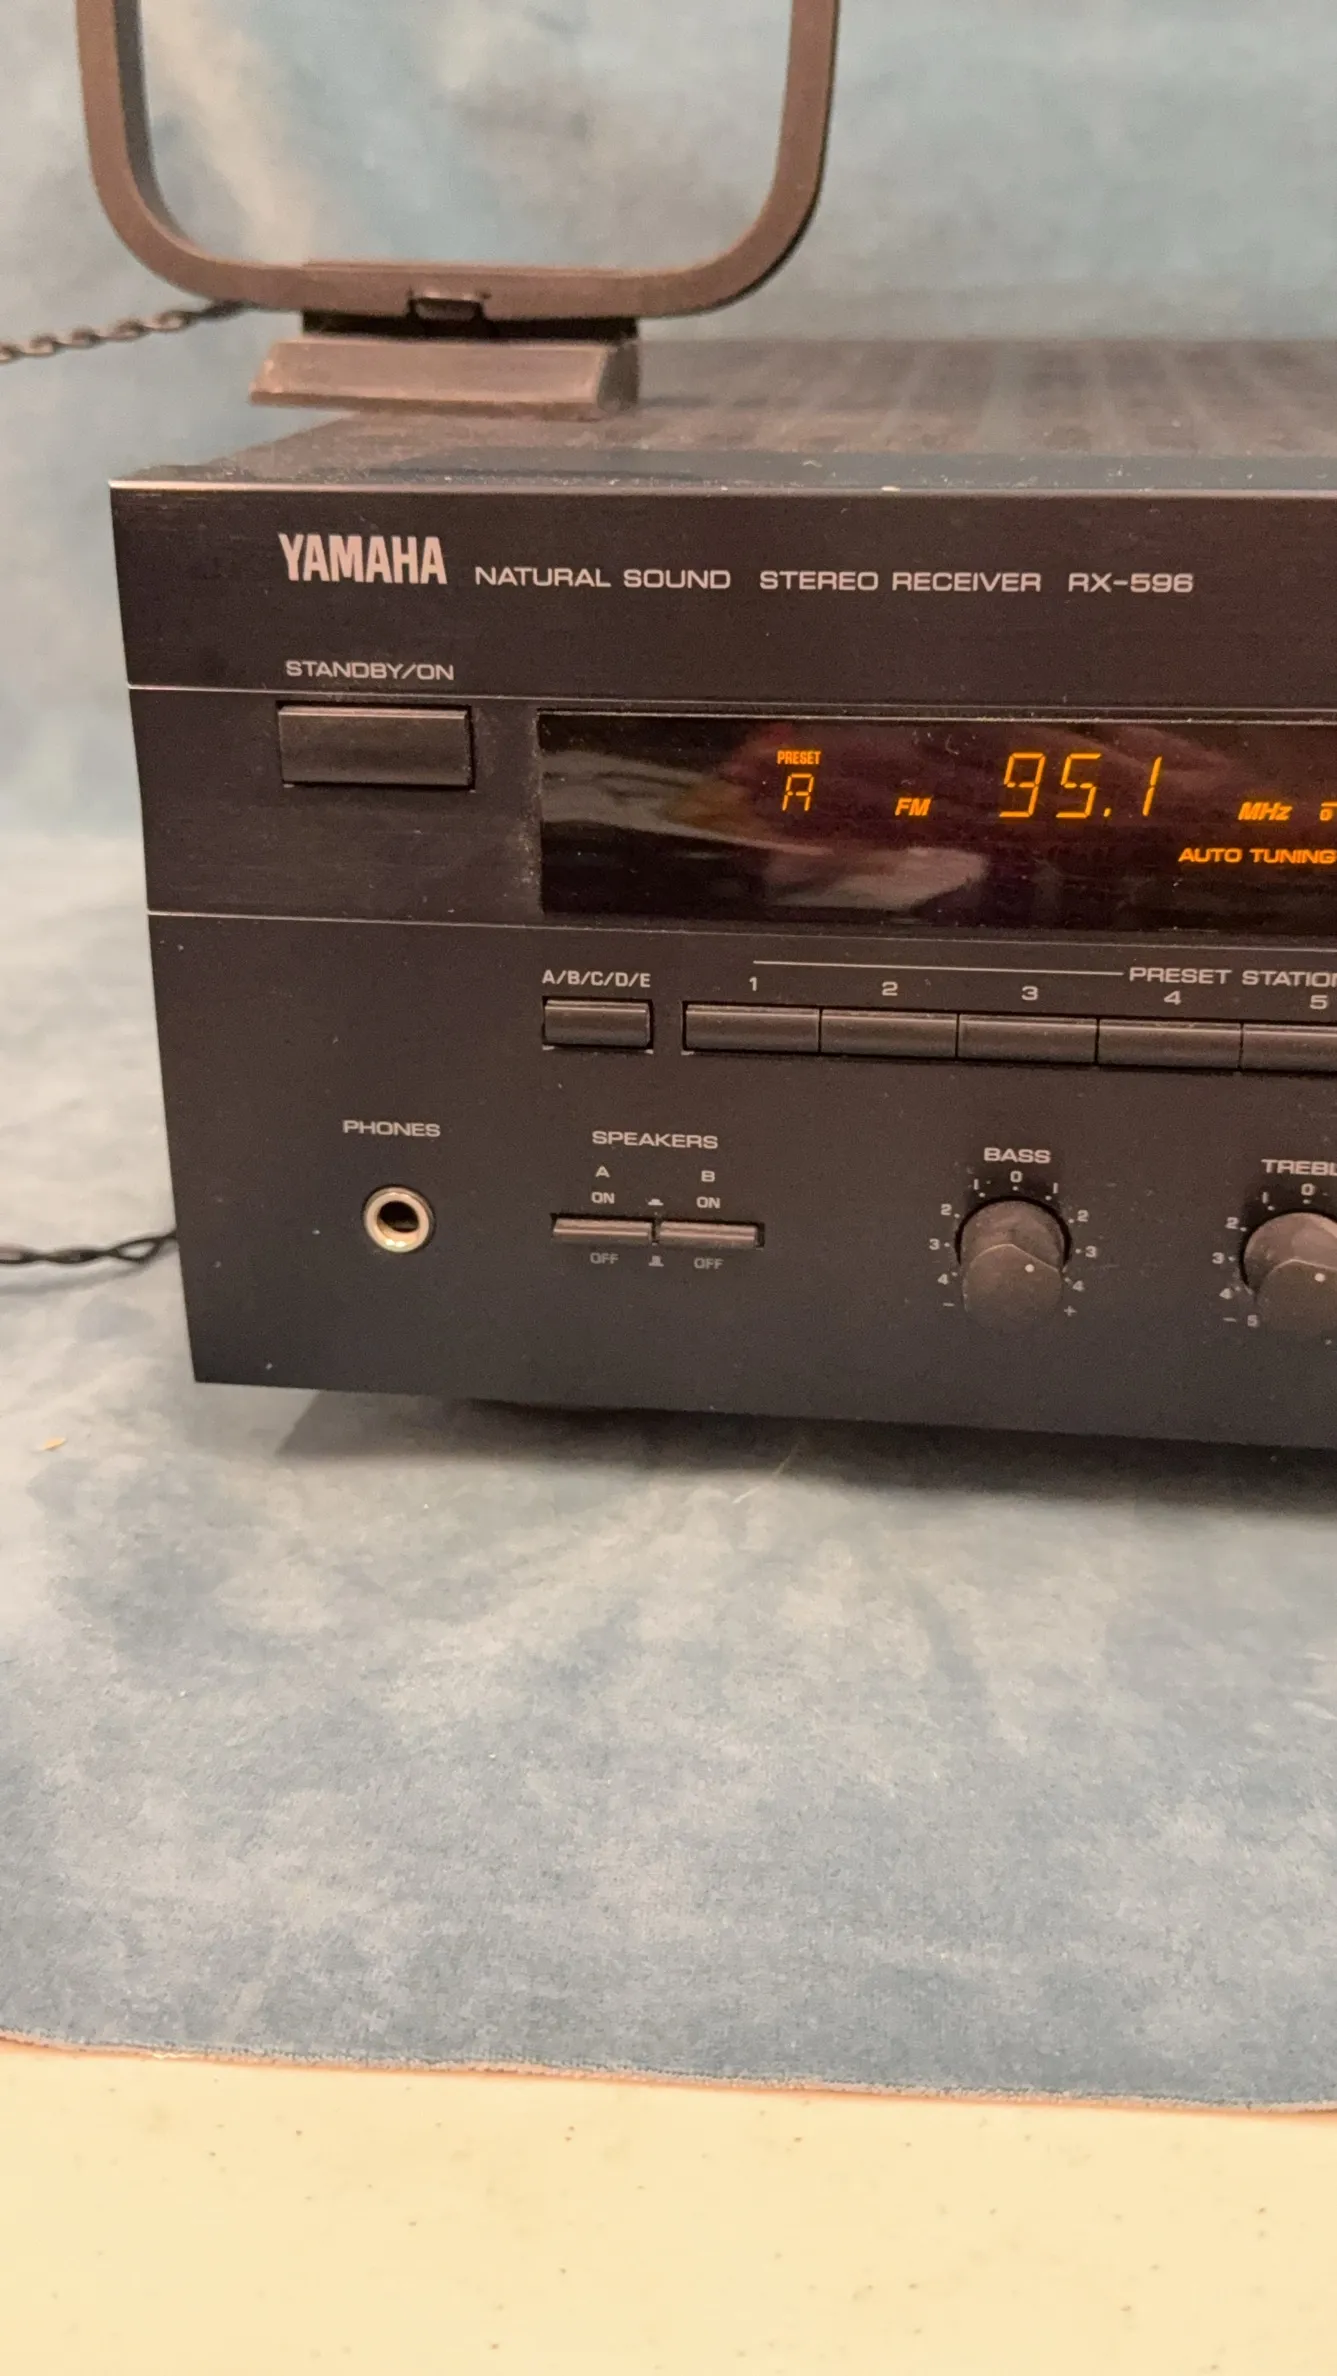 YAMAHA NATURAL SOUND STEREO RECEIVER RX-596
STANDBY/ON
PRESET
A FM 95.1 MHz
AUTO TUNING
A/B/C/D/E
PRESET
1 2 3 4 5
PHONES
SPEAKERS
A B
ON ON
OFF OFF
BASS
0
1 1
2 2
3 3
4 4
- +
0
1
2
3
4
- 5